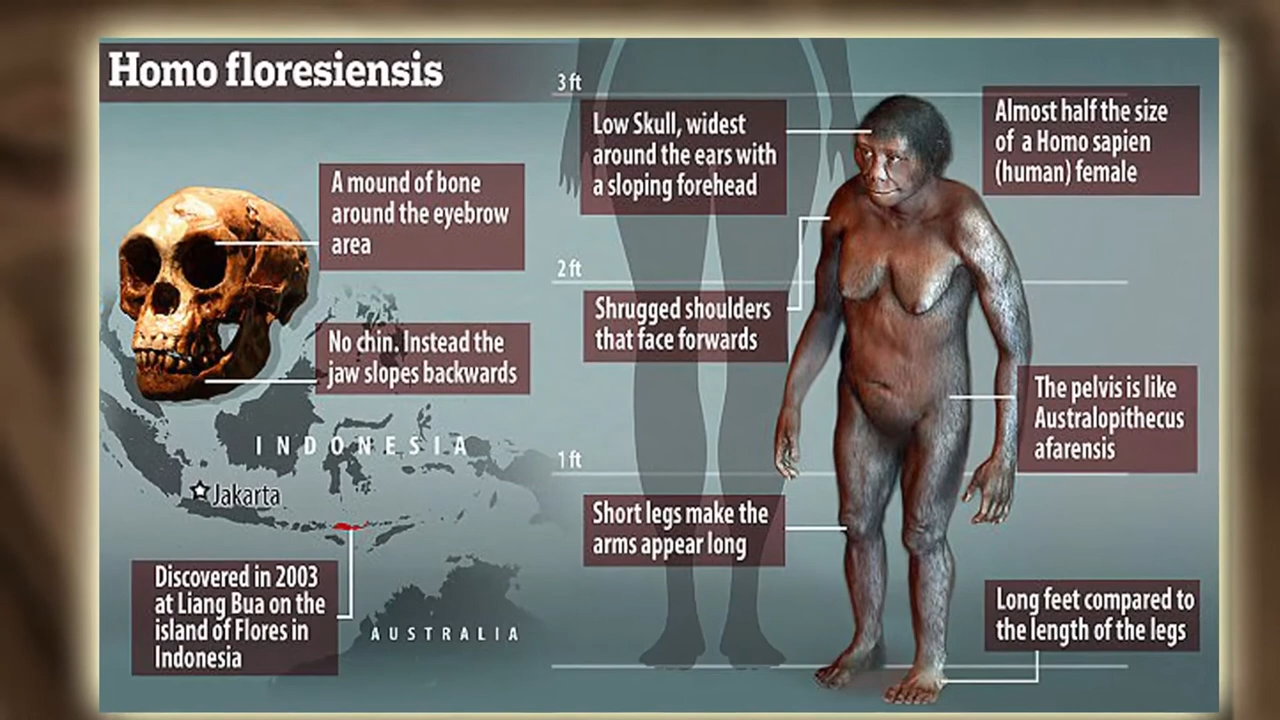 Homo floresiensis
A mound of bone
around the eyebrow
area
No chin. Instead the
jaw slopes backwards
INDONESIA
Jakarta
Discovered in 2003
at Liang Bua on the
island of Flores in
Indonesia
AUSTRALIA
3 ft
Low Skull, widest
around the ears with
a sloping forehead
2 ft
Shrugged shoulders
that face forwards
1 ft
Short legs make the
arms appear long
Almost half the size
of a Homo sapien
(human) female
The pelvis is like
Australopithecus
afarensis
Long feet compared to
the length of the legs